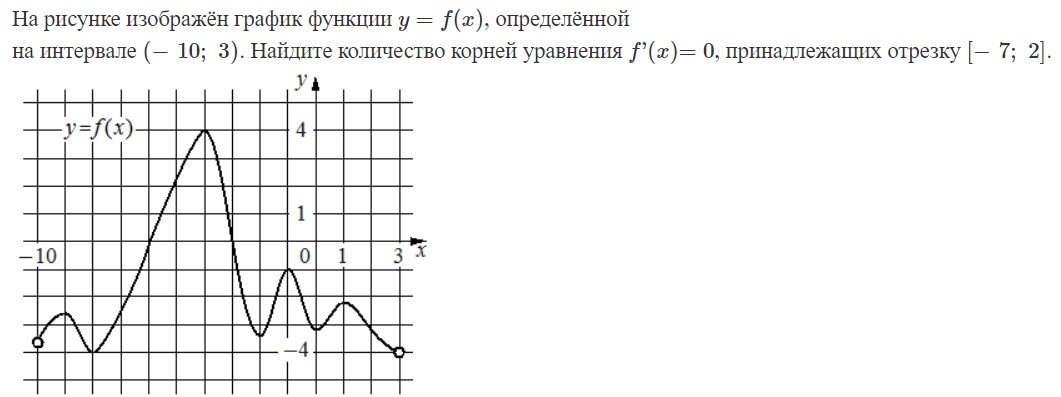 На рисунке изображён график функции y = f(x), определённой
на интервале (− 10; 3). Найдите количество корней уравнения f’(x)= 0, принадлежащих отрезку [− 7; 2].
y
y=f(x)
4
1
−10
0
1
3
x
−4